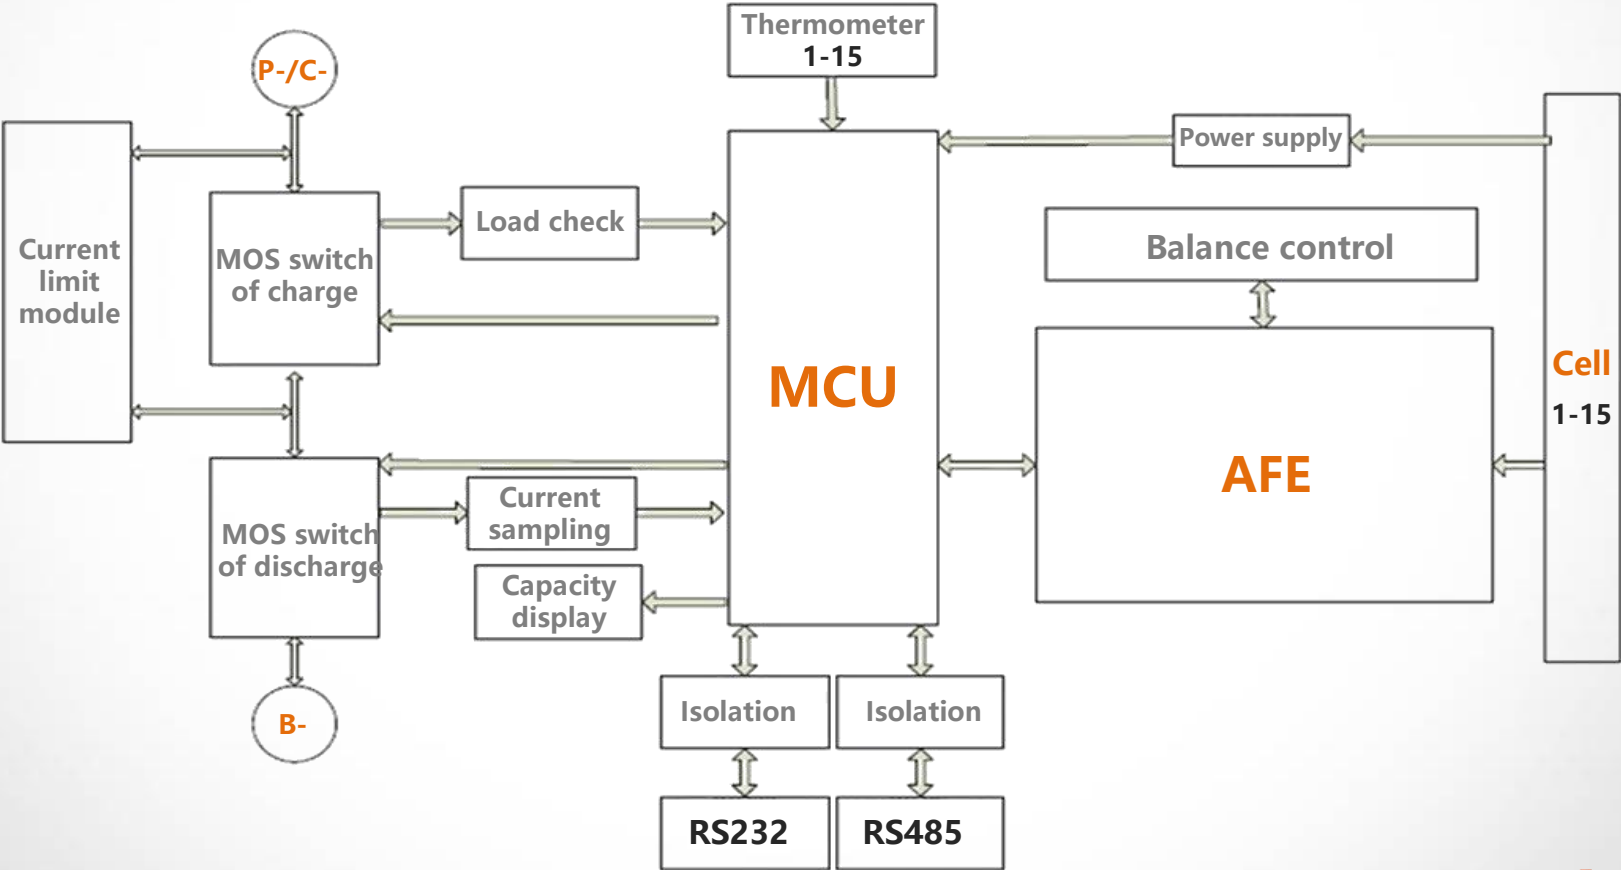 Thermometer
1-15
P-/C-
Power supply
Current
limit
module
MOS switch
of charge
Load check
Balance control
MCU
Cell
1-15
AFE
MOS switch
of discharge
Current
sampling
Capacity
display
B-
Isolation
Isolation
RS232
RS485